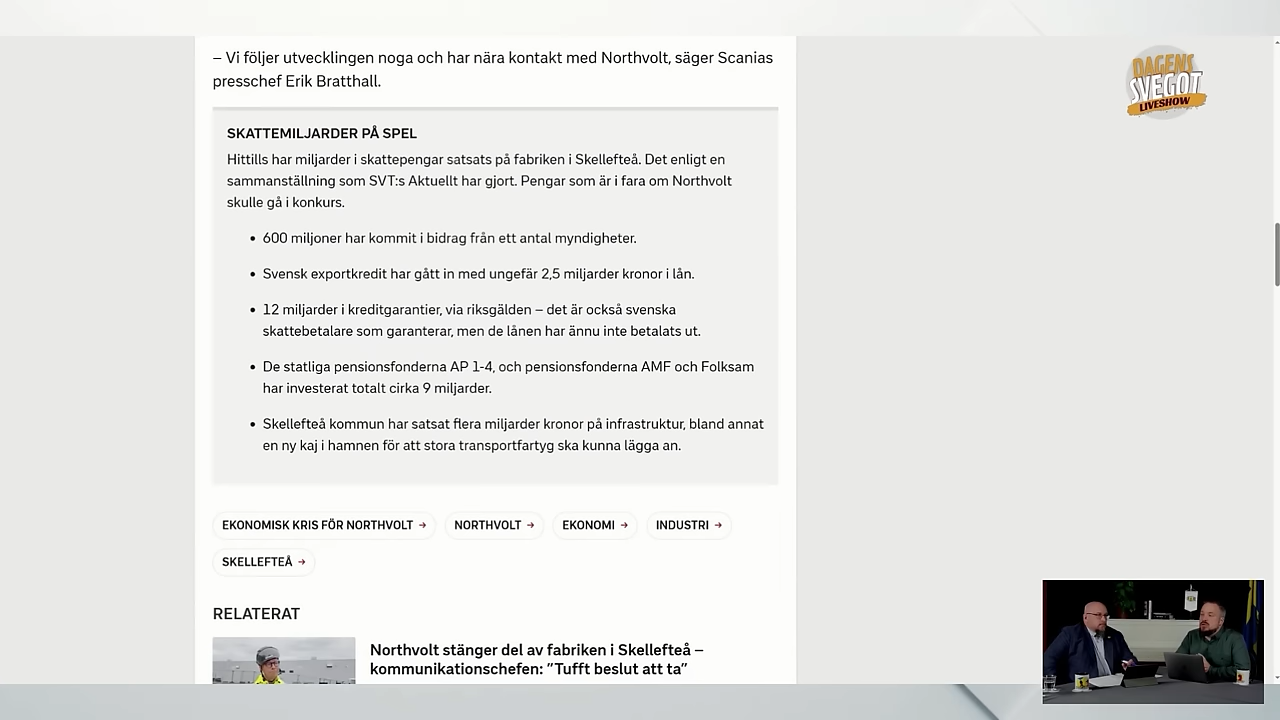 – Vi följer utvecklingen noga och har nära kontakt med Northvolt, säger Scanias
presschef Erik Bratthall.
DAGENS
SVEGOT
LIVESHOW
SKATTEMILJARDER PÅ SPEL
Hittills har miljarder i skattepengar satsats på fabriken i Skellefteå. Det enligt en
sammanställning som SVT:s Aktuellt har gjort. Pengar som är i fara om Northvolt
skulle gå i konkurs.
• 600 miljoner har kommit i bidrag från ett antal myndigheter.
• Svensk exportkredit har gått in med ungefär 2,5 miljarder kronor i lån.
• 12 miljarder i kreditgarantier, via riksgälden – det är också svenska
skattebetalare som garanterar, men de lånen har ännu inte betalats ut.
• De statliga pensionsfonderna AP 1-4, och pensionsfonderna AMF och Folksam
har investerat totalt cirka 9 miljarder.
• Skellefteå kommun har satsat flera miljarder kronor på infrastruktur, bland annat
en ny kaj i hamnen för att stora transportfartyg ska kunna lägga an.
EKONOMISK KRIS FÖR NORTHVOLT → NORTHVOLT → EKONOMI → INDUSTRI →
SKELLEFTEÅ →
RELATERAT
Northvolt stänger del av fabriken i Skellefteå –
kommunikationschefen: ”Tufft beslut att ta”